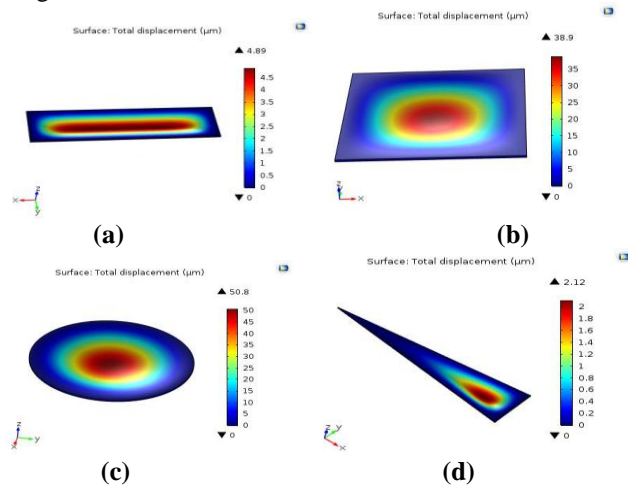 Surface: Total displacement (µm)
▲ 4.89
4.5
4
3.5
3
2.5
2
1.5
1
0.5
0
▼ 0
z
x
y
(a)
Surface: Total displacement (µm)
▲ 38.9
35
30
25
20
15
10
5
0
▼ 0
z
y
x
(b)
Surface: Total displacement (µm)
▲ 50.8
50
45
40
35
30
25
20
15
10
5
0
▼ 0
z
y
x
(c)
Surface: Total displacement (µm)
▲ 2.12
2
1.8
1.6
1.4
1.2
1
0.8
0.6
0.4
0.2
0
▼ 0
z
y
x
(d)